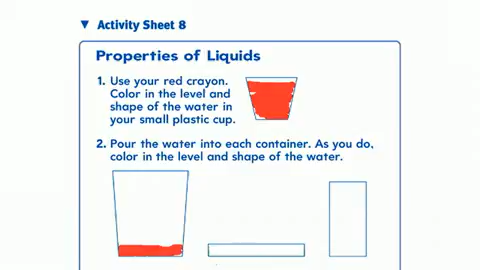 ▼ Activity Sheet 8
Properties of Liquids
1. Use your red crayon.
Color in the level and
shape of the water in
your small plastic cup.
2. Pour the water into each container. As you do,
color in the level and shape of the water.